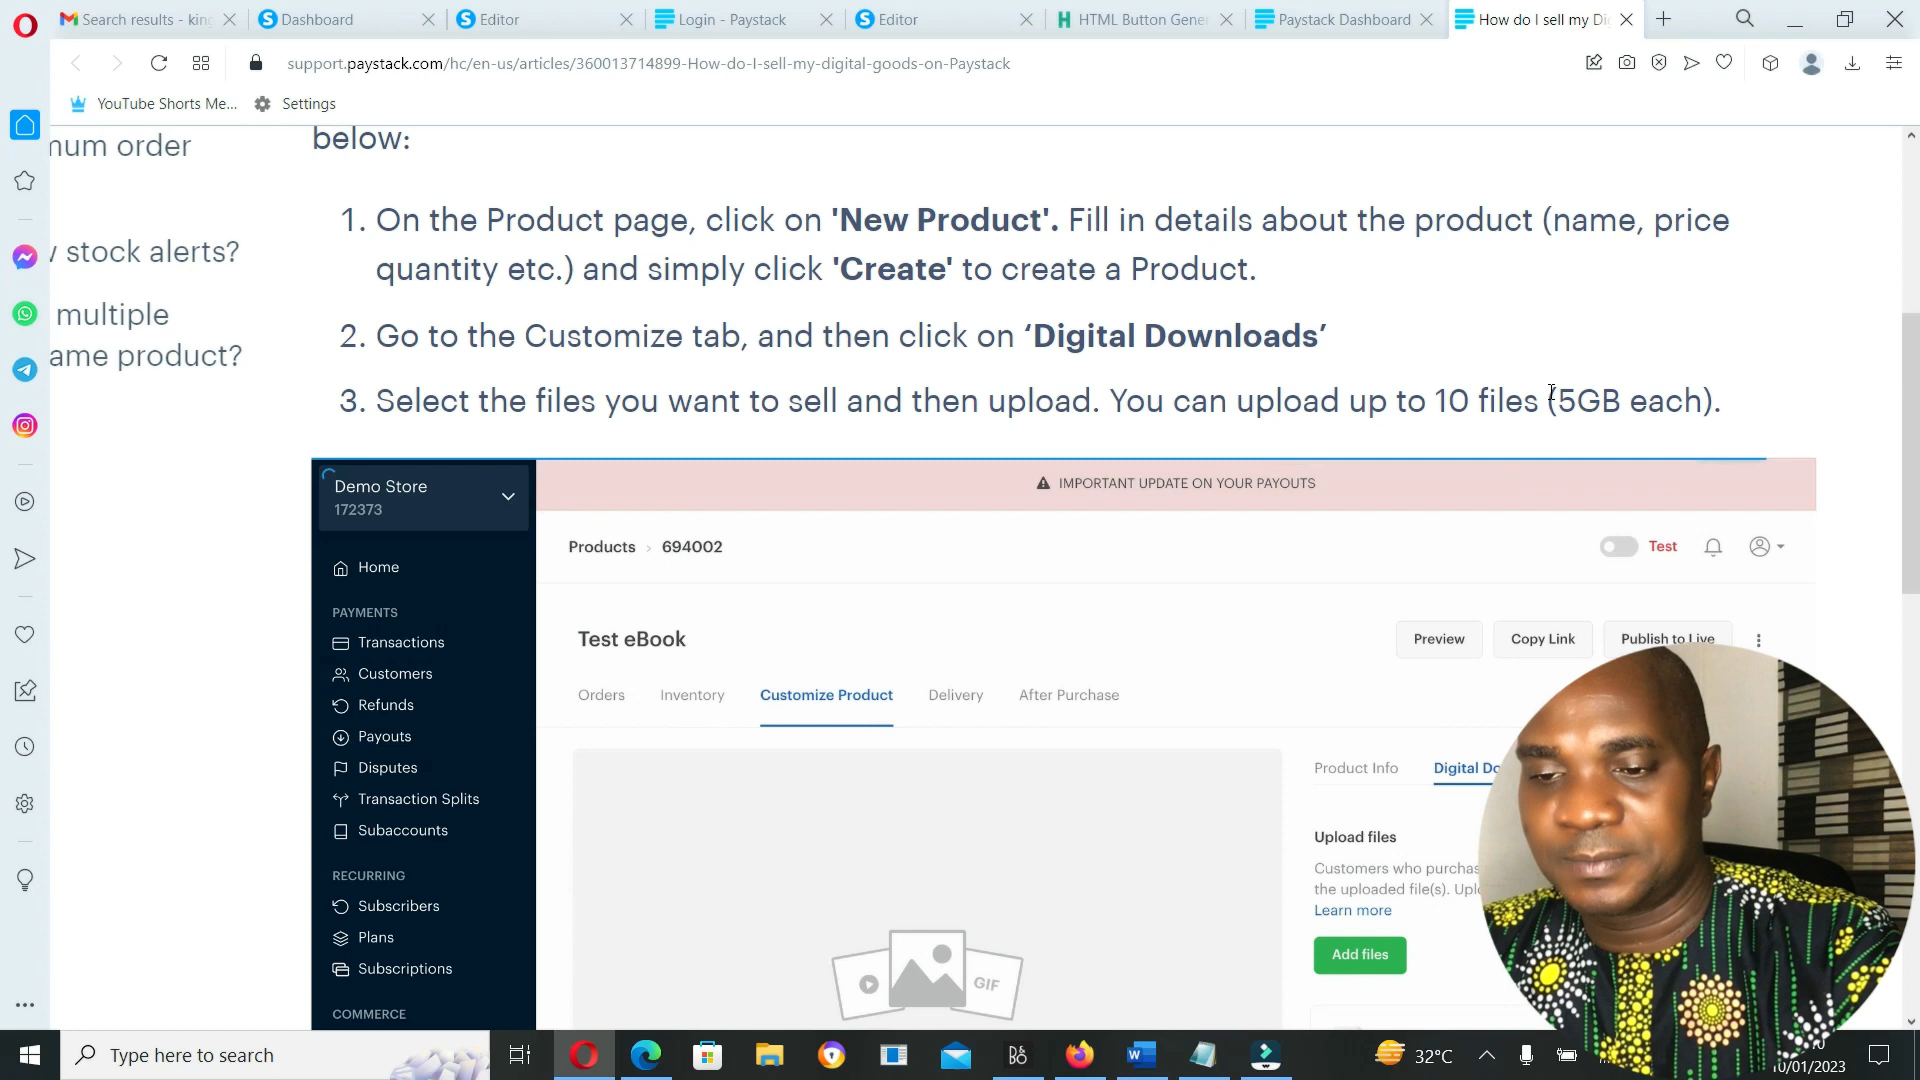 Search results - kin
Dashboard
Editor
Login - Paystack
Editor
HTML Button Gene
Paystack Dashboard
How do I sell my Di
support.paystack.com/hc/en-us/articles/360013714899-How-do-I-sell-my-digital-goods-on-Paystack
YouTube Shorts Me...
Settings
mum order
stock alerts?
multiple
ame product?
below:
1. On the Product page, click on 'New Product'. Fill in details about the product (name, price
quantity etc.) and simply click 'Create' to create a Product.
2. Go to the Customize tab, and then click on ‘Digital Downloads’
3. Select the files you want to sell and then upload. You can upload up to 10 files (5GB each).
Demo Store
172373
IMPORTANT UPDATE ON YOUR PAYOUTS
Products › 694002
Test
Home
PAYMENTS
Transactions
Customers
Refunds
Payouts
Disputes
Transaction Splits
Subaccounts
RECURRING
Subscribers
Plans
Subscriptions
COMMERCE
Test eBook
Preview
Copy Link
Publish to Live
Orders
Inventory
Customize Product
Delivery
After Purchase
Product Info
Digital Do
Upload files
Customers who purchas
the uploaded file(s). Upl
Learn more
Add files
GIF
Type here to search
32°C
10/01/2023